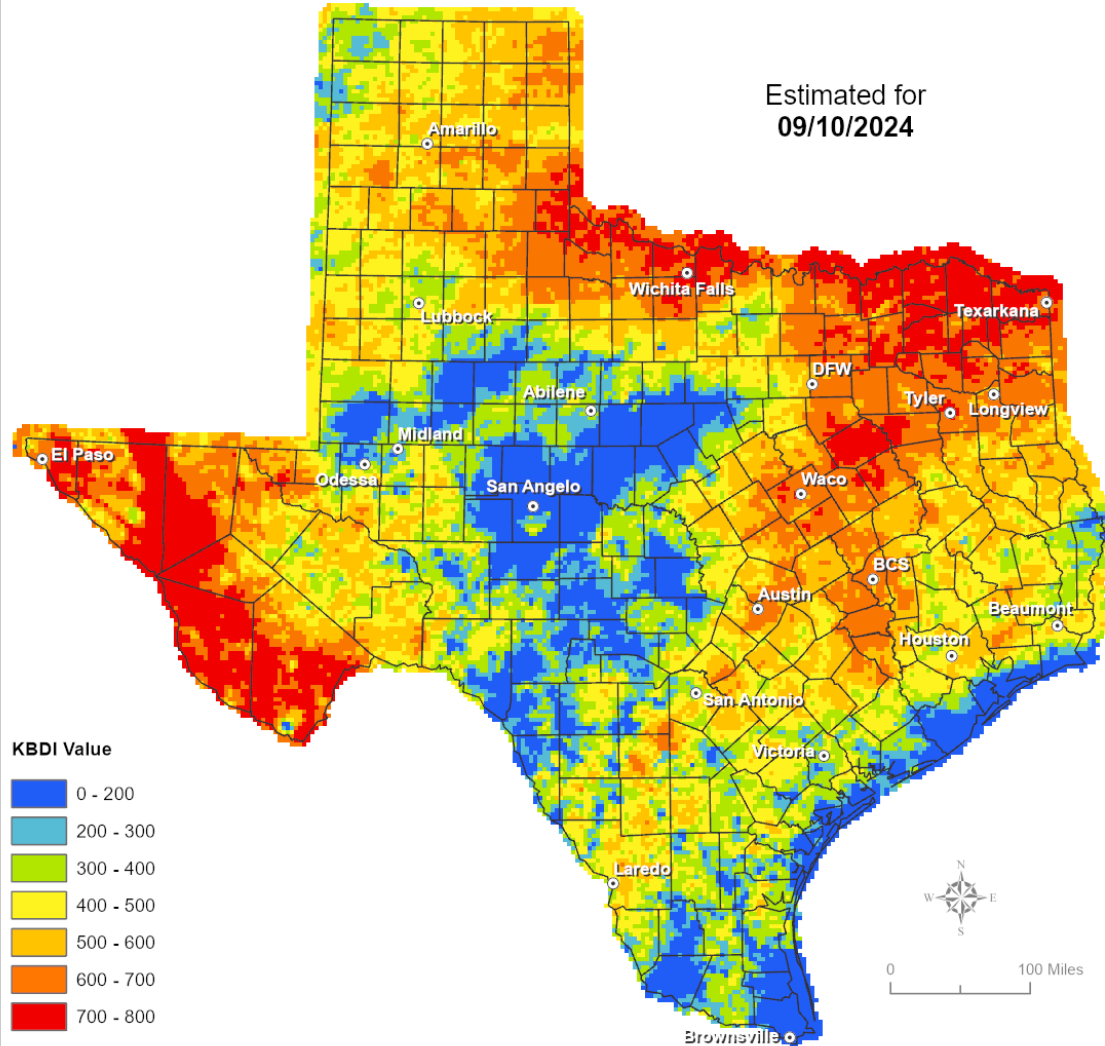 Estimated for
09/10/2024
Amarillo
Wichita Falls
Texarkana
Lubbock
DFW
Abilene
Tyler
Longview
Midland
El Paso
Odessa
San Angelo
Waco
BCS
Austin
Beaumont
Houston
San Antonio
Victoria
Laredo
Brownsville
KBDI Value
0 - 200
200 - 300
300 - 400
400 - 500
500 - 600
600 - 700
700 - 800
N
W E
S
0 100 Miles